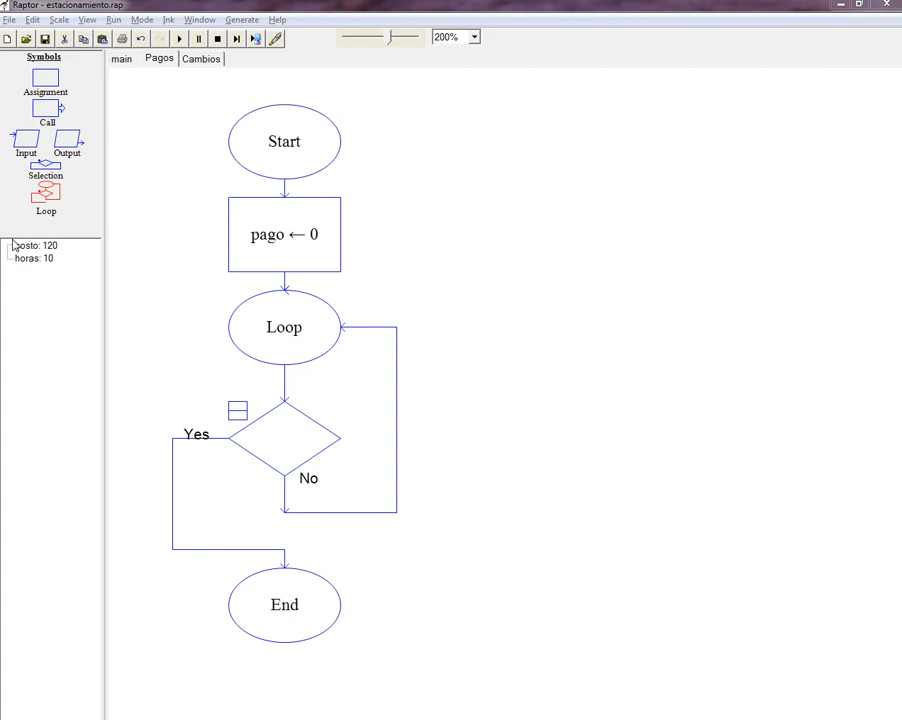 Raptor - estacionamiento.rap
File Edit Scale View Run Mode Ink Window Generate Help
200%
Symbols
main Pagos Cambios
Assignment
Call
Input Output
Selection
Loop
costo: 120
horas: 10
Start
pago ← 0
Loop
Yes
No
End